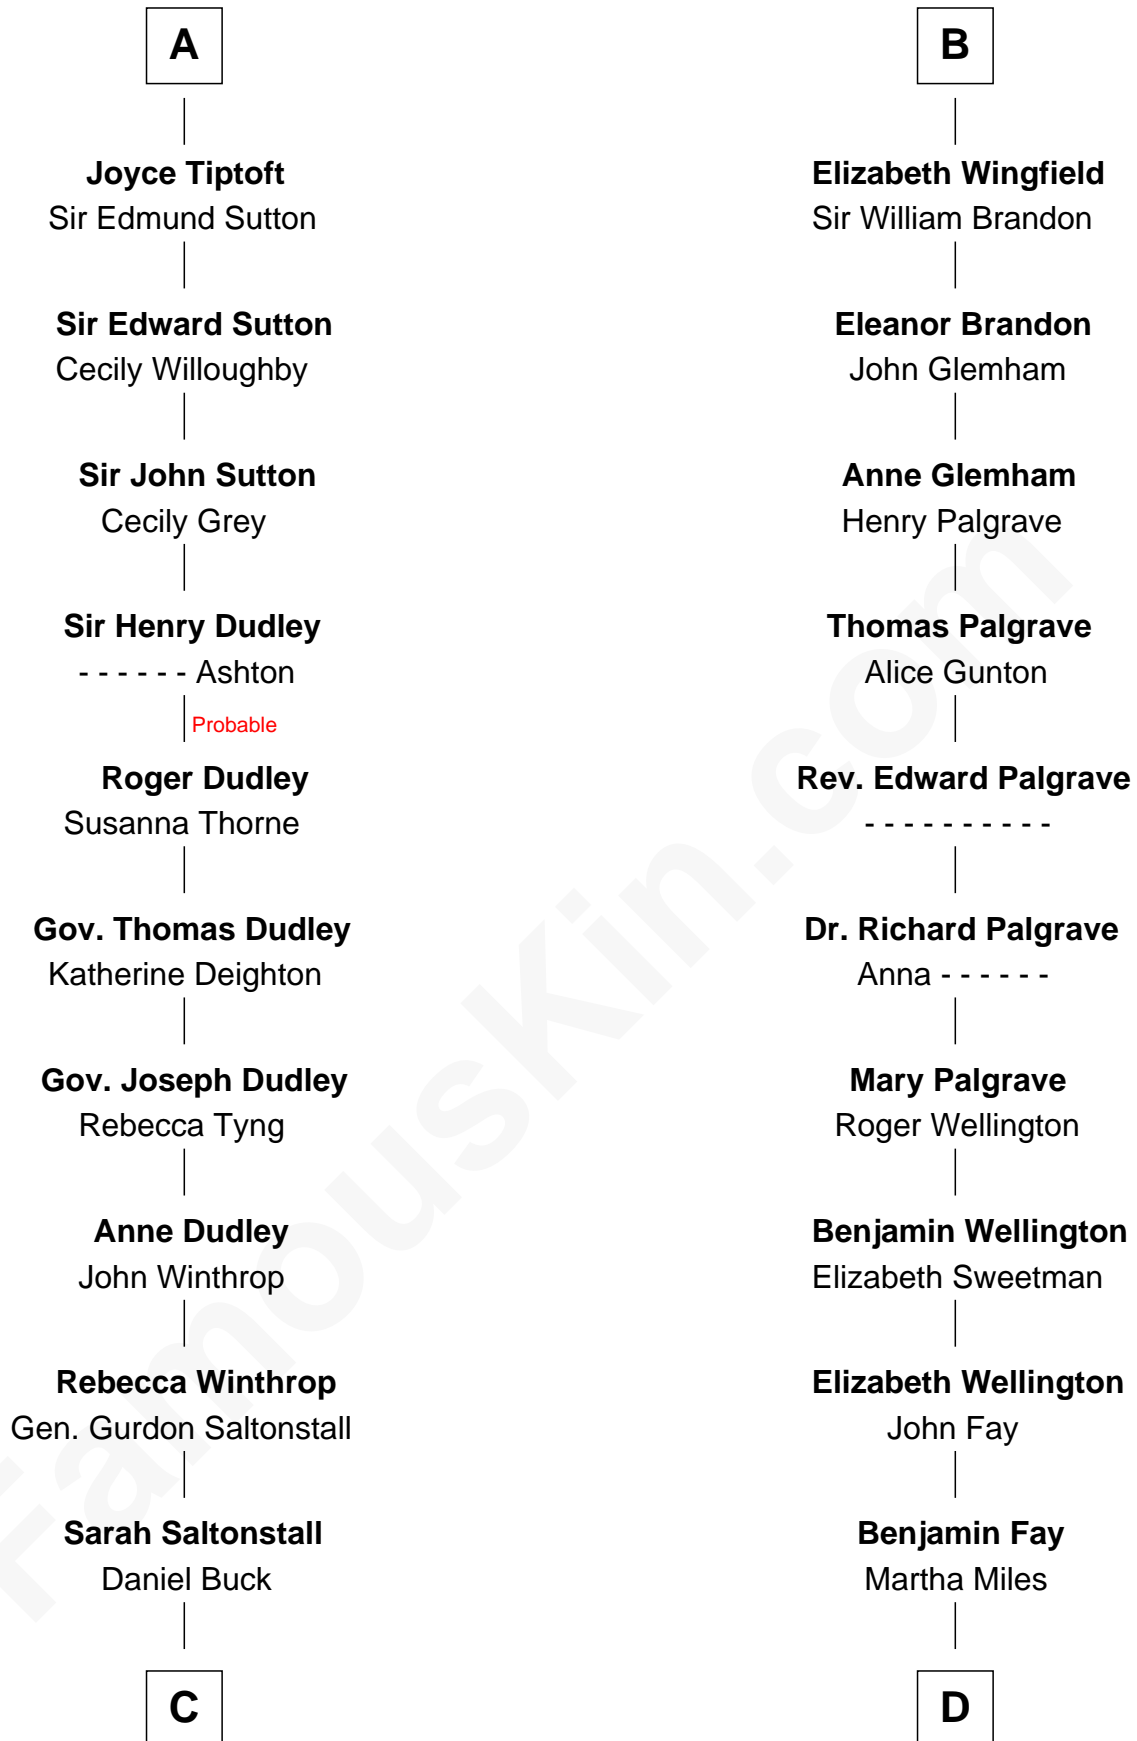 A
Joyce Tiptoft
Sir Edmund Sutton
Sir Edward Sutton
Cecily Willoughby
Sir John Sutton
Cecily Grey
Sir Henry Dudley
- - - - - - Ashton
Probable
Roger Dudley
Susanna Thorne
Gov. Thomas Dudley
Katherine Deighton
Gov. Joseph Dudley
Rebecca Tyng
Anne Dudley
John Winthrop
Rebecca Winthrop
Gen. Gurdon Saltonstall
Sarah Saltonstall
Daniel Buck
C
B
Elizabeth Wingfield
Sir William Brandon
Eleanor Brandon
John Glemham
Anne Glemham
Henry Palgrave
Thomas Palgrave
Alice Gunton
Rev. Edward Palgrave
- - - - - - - - - -
Dr. Richard Palgrave
Anna - - - - - -
Mary Palgrave
Roger Wellington
Benjamin Wellington
Elizabeth Sweetman
Elizabeth Wellington
John Fay
Benjamin Fay
Martha Miles
D
FamousKin.com